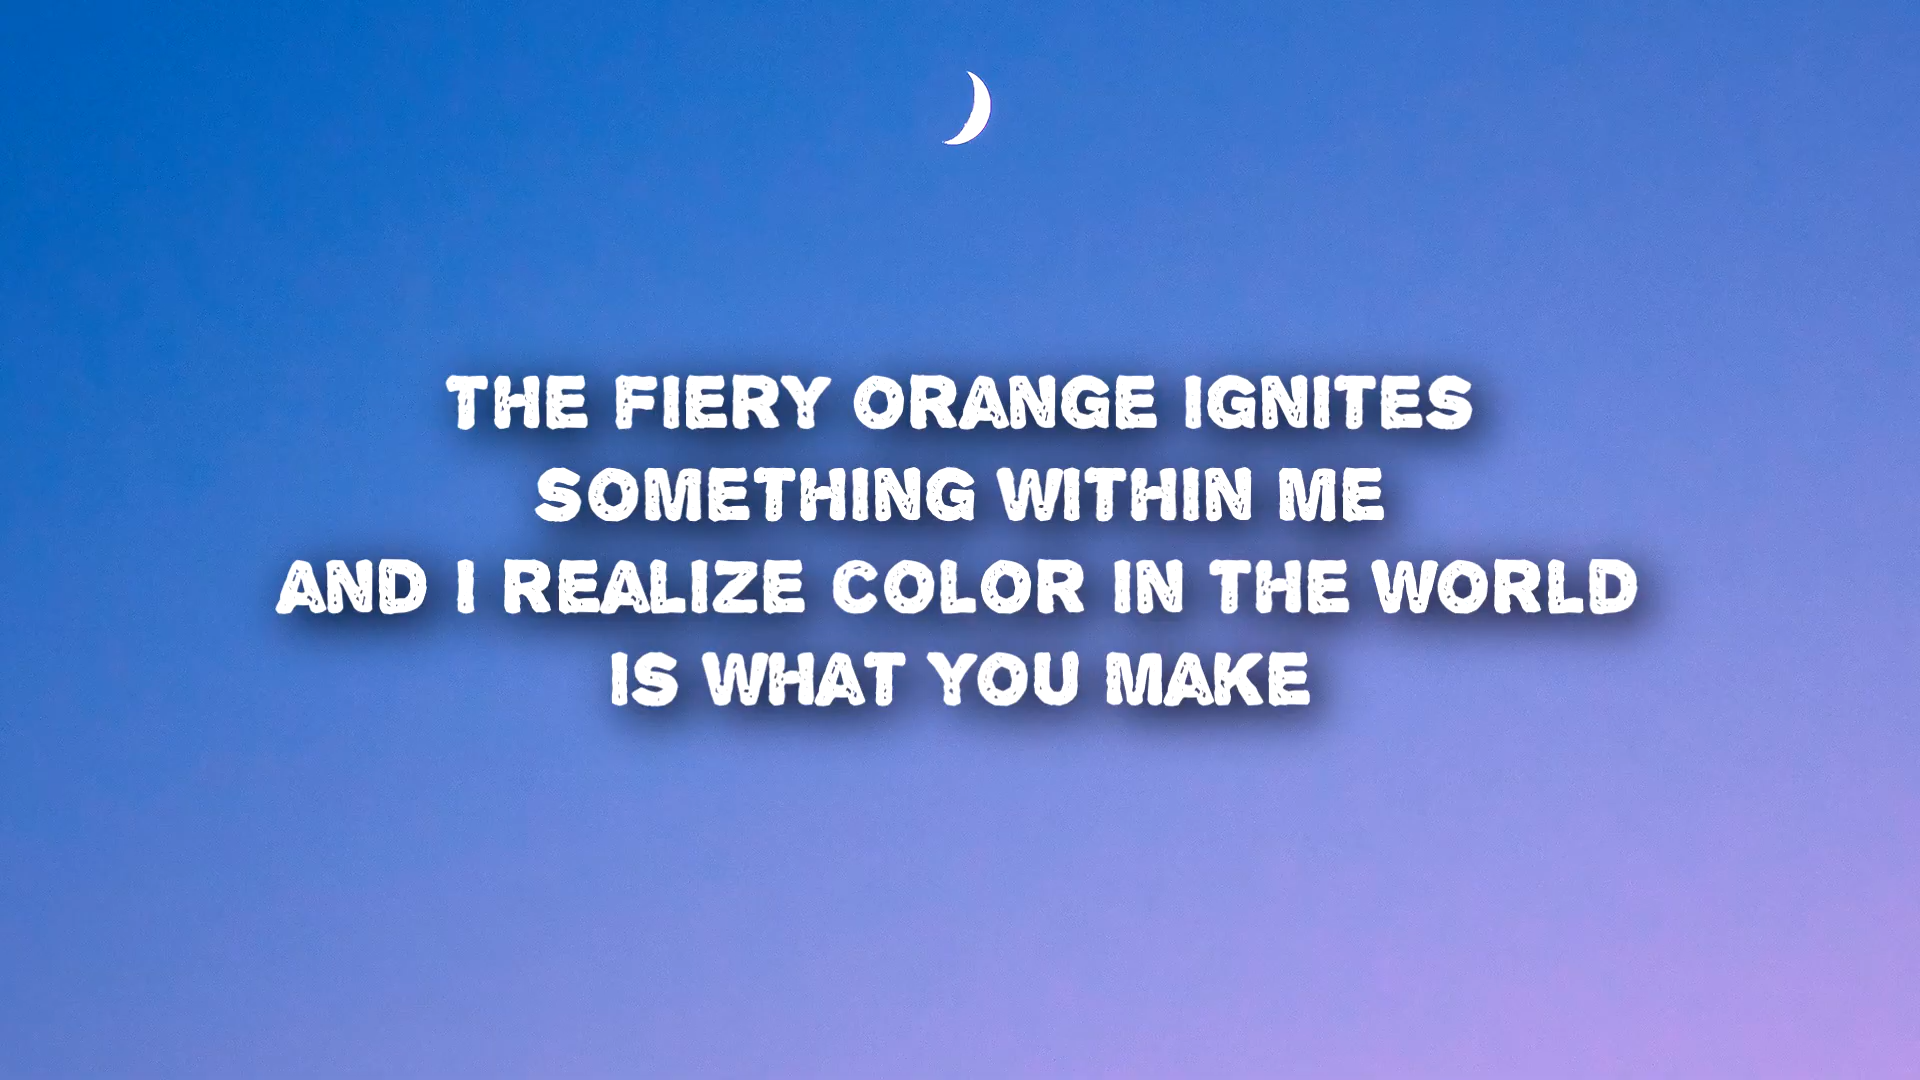 THE FIERY ORANGE IGNITES
SOMETHING WITHIN ME
AND I REALIZE COLOR IN THE WORLD
IS WHAT YOU MAKE